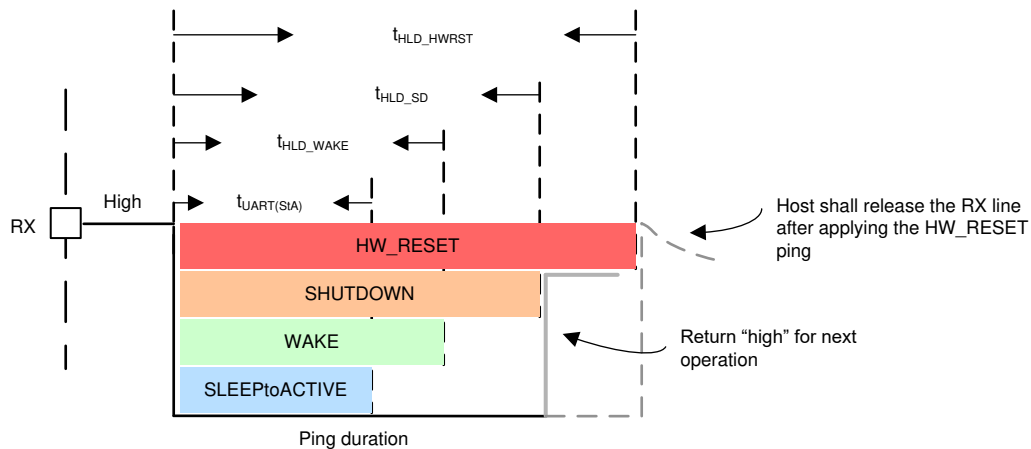 tHLD_HWRST
tHLD_SD
tHLD_WAKE
tUART(StA)
High
RX
HW_RESET
SHUTDOWN
WAKE
SLEEPtoACTIVE
Ping duration
Host shall release the RX line
after applying the HW_RESET
ping
Return “high” for next
operation